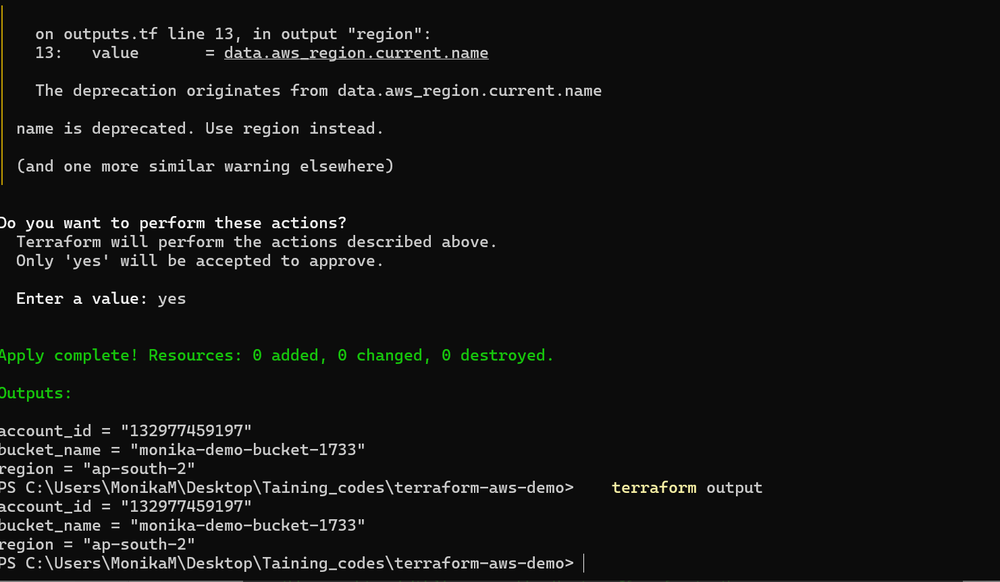 on outputs.tf line 13, in output "region":
13:   value       = data.aws_region.current.name
The deprecation originates from data.aws_region.current.name
name is deprecated. Use region instead.
(and one more similar warning elsewhere)
Do you want to perform these actions?
Terraform will perform the actions described above.
Only 'yes' will be accepted to approve.
Enter a value: yes
Apply complete! Resources: 0 added, 0 changed, 0 destroyed.
Outputs:
account_id = "132977459197"
bucket_name = "monika-demo-bucket-1733"
region = "ap-south-2"
PS C:\Users\MonikaM\Desktop\Taining_codes\terraform-aws-demo>    terraform output
account_id = "132977459197"
bucket_name = "monika-demo-bucket-1733"
region = "ap-south-2"
PS C:\Users\MonikaM\Desktop\Taining_codes\terraform-aws-demo>